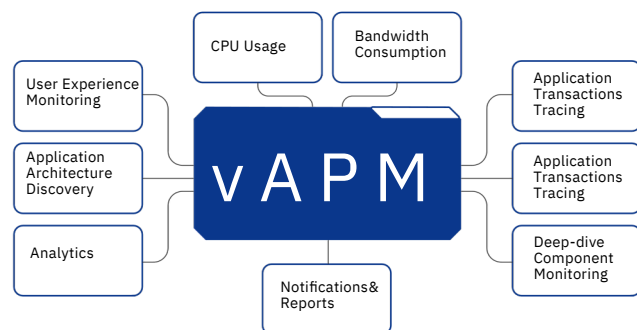 CPU Usage
Bandwidth
Consumption
User Experience
Monitoring
Application
Transactions
Tracing
vAPM
Application
Architecture
Discovery
Application
Transactions
Tracing
Analytics
Deep-dive
Component
Monitoring
Notifications&
Reports